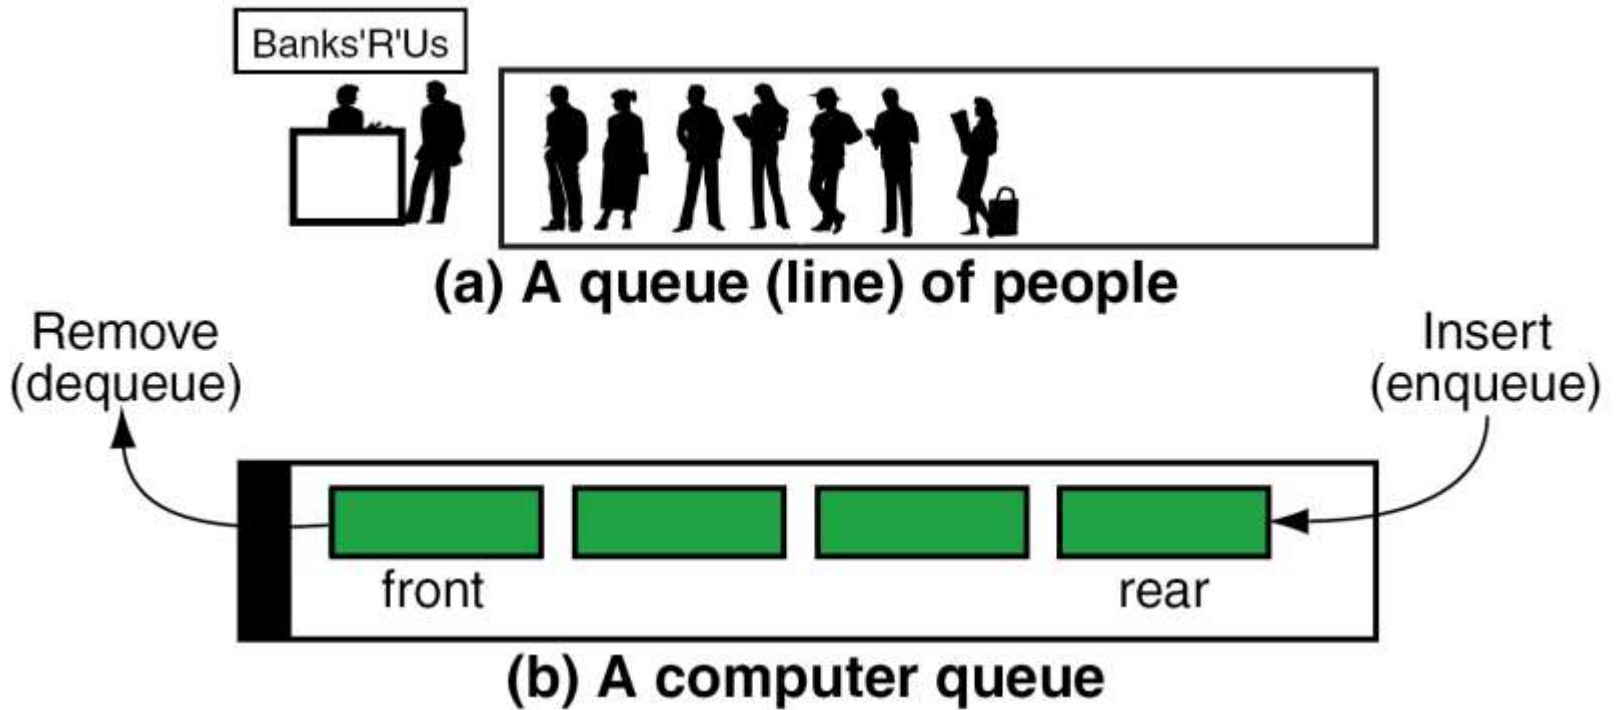 Banks'R'Us
(a) A queue (line) of people
Remove
(dequeue)
Insert
(enqueue)
front
rear
(b) A computer queue